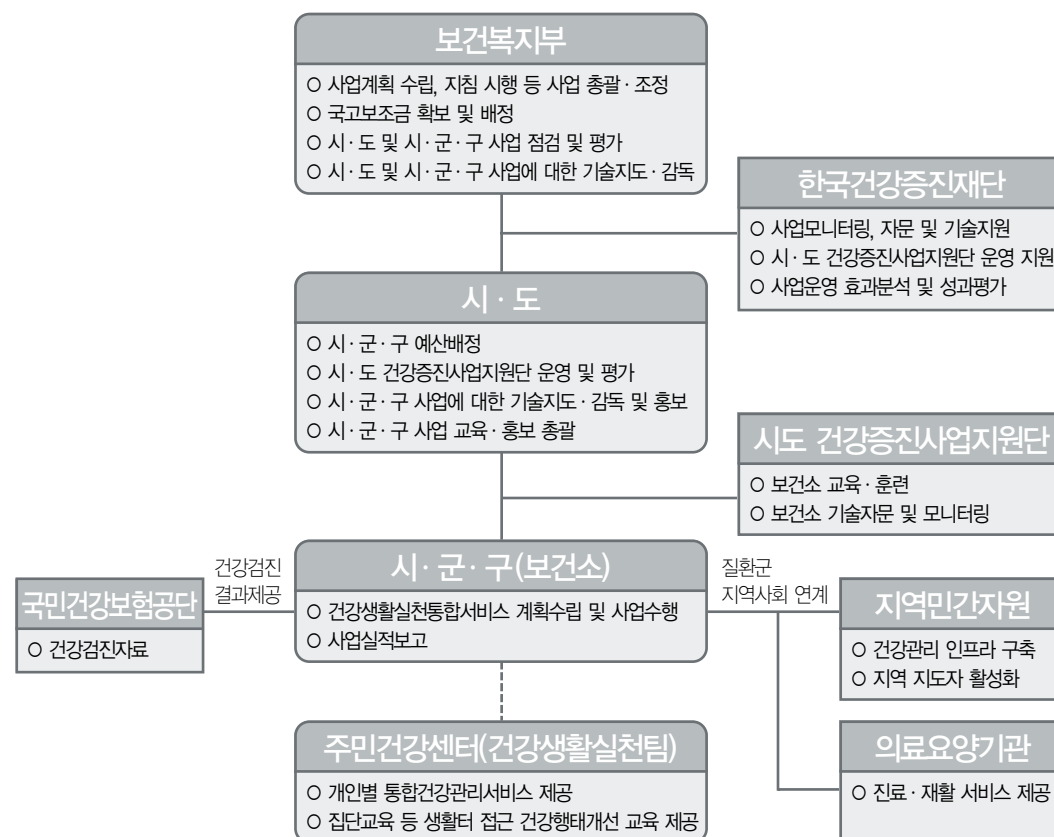 보건복지부
○ 사업계획 수립, 지침 시행 등 사업 총괄·조정
○ 국고보조금 확보 및 배정
○ 시·도 및 시·군·구 사업 점검 및 평가
○ 시·도 및 시·군·구 사업에 대한 기술지도·감독
한국건강증진재단
○ 사업모니터링, 자문 및 기술지원
○ 시·도 건강증진사업지원단 운영 지원
○ 사업운영 효과분석 및 성과평가
시·도
○ 시·군·구 예산배정
○ 시·도 건강증진사업지원단 운영 및 평가
○ 시·군·구 사업에 대한 기술지도·감독 및 홍보
○ 시·군·구 사업 교육·홍보 총괄
시도 건강증진사업지원단
○ 보건소 교육·훈련
○ 보건소 기술자문 및 모니터링
국민건강보험공단
○ 건강검진자료
건강검진
결과제공
시·군·구(보건소)
○ 건강생활실천통합서비스 계획수립 및 사업수행
○ 사업실적보고
질환군
지역사회 연계
지역민간자원
○ 건강관리 인프라 구축
○ 지역 지도자 활성화
주민건강센터(건강생활실천팀)
○ 개인별 통합건강관리서비스 제공
○ 집단교육 등 생활터 접근 건강행태개선 교육 제공
의료요양기관
○ 진료·재활 서비스 제공